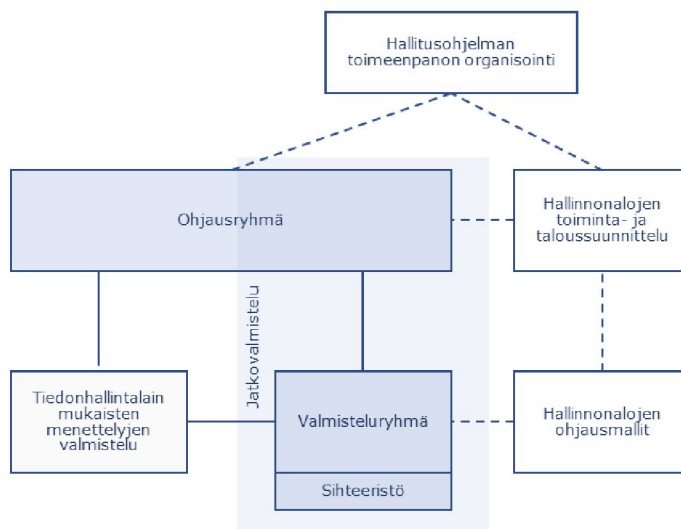 Hallitusohjelman
toimeenpanon organisointi
Ohjausryhmä
Hallinnonalojen
toiminta- ja
taloussuunnittelu
Jatkovalmistelu
Tiedonhallintalain
mukaisten
menettelyjen
valmistelu
Valmisteluryhmä
Hallinnonalojen
ohjausmallit
Sihteeristö